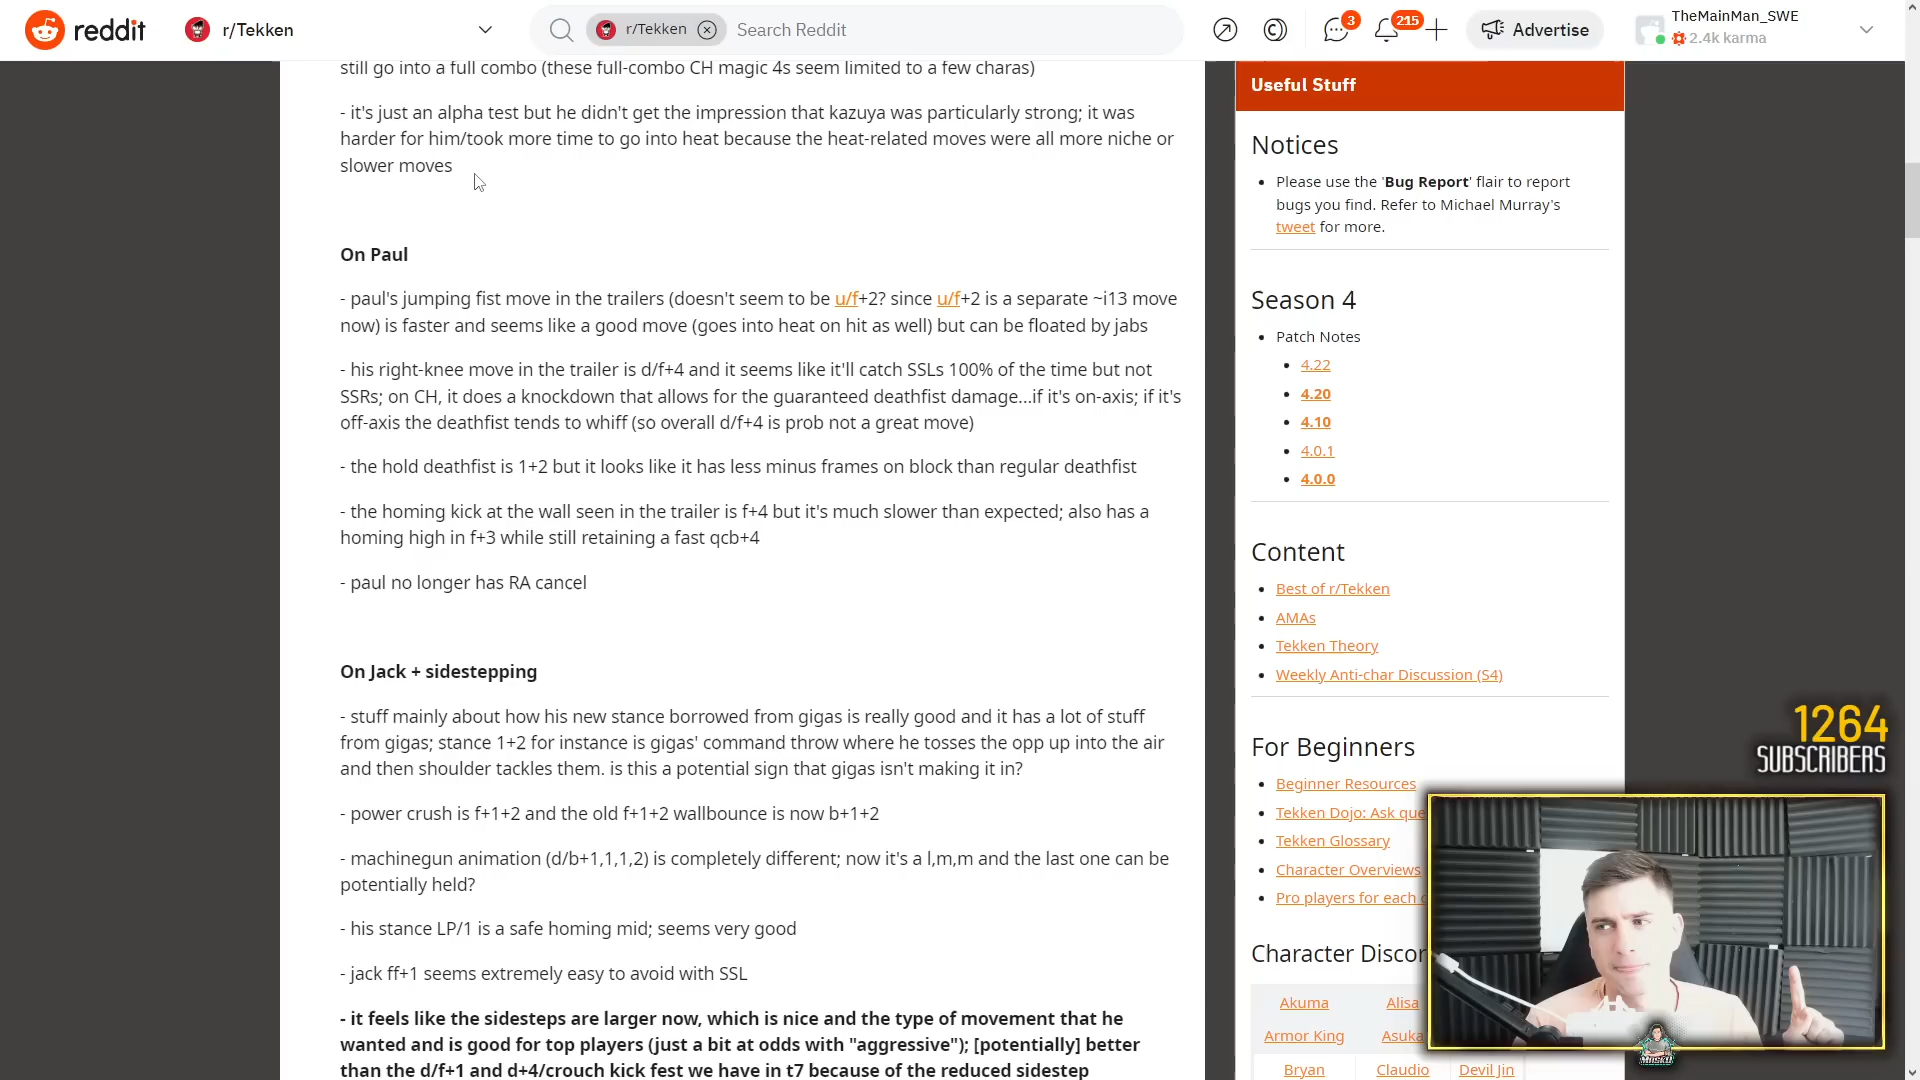 reddit
r/Tekken
r/Tekken
Search Reddit
3
215
Advertise
TheMainMan_SWE
2.4k karma
still go into a full combo (these full-combo CH magic 4s seem limited to a few charas)
- it's just an alpha test but he didn't get the impression that kazuya was particularly strong; it was
harder for him/took more time to go into heat because the heat-related moves were all more niche or
slower moves
On Paul
- paul's jumping fist move in the trailers (doesn't seem to be u/f+2? since u/f+2 is a separate ~i13 move
now) is faster and seems like a good move (goes into heat on hit as well) but can be floated by jabs
- his right-knee move in the trailer is d/f+4 and it seems like it'll catch SSLs 100% of the time but not
SSRs; on CH, it does a knockdown that allows for the guaranteed deathfist damage...if it's on-axis; if it's
off-axis the deathfist tends to whiff (so overall d/f+4 is prob not a great move)
- the hold deathfist is 1+2 but it looks like it has less minus frames on block than regular deathfist
- the homing kick at the wall seen in the trailer is f+4 but it's much slower than expected; also has a
homing high in f+3 while still retaining a fast qcb+4
- paul no longer has RA cancel
On Jack + sidestepping
- stuff mainly about how his new stance borrowed from gigas is really good and it has a lot of stuff
from gigas; stance 1+2 for instance is gigas' command throw where he tosses the opp up into the air
and then shoulder tackles them. is this a potential sign that gigas isn't making it in?
- power crush is f+1+2 and the old f+1+2 wallbounce is now b+1+2
- machinegun animation (d/b+1,1,1,2) is completely different; now it's a l,m,m and the last one can be
potentially held?
- his stance LP/1 is a safe homing mid; seems very good
- jack ff+1 seems extremely easy to avoid with SSL
- it feels like the sidesteps are larger now, which is nice and the type of movement that he
wanted and is good for top players (just a bit at odds with "aggressive"); [potentially] better
than the d/f+1 and d+4/crouch kick fest we have in t7 because of the reduced sidestep
Useful Stuff
Notices
Please use the 'Bug Report' flair to report
bugs you find. Refer to Michael Murray's
tweet for more.
Season 4
Patch Notes
4.22
4.20
4.10
4.0.1
4.0.0
Content
Best of r/Tekken
AMAs
Tekken Theory
Weekly Anti-char Discussion (S4)
For Beginners
Beginner Resources
Tekken Dojo: Ask que
Tekken Glossary
Character Overviews
Pro players for each
Character Discor
Akuma Alisa
Armor King Asuka
Bryan Claudio Devil Jin
1264
SUBSCRIBERS